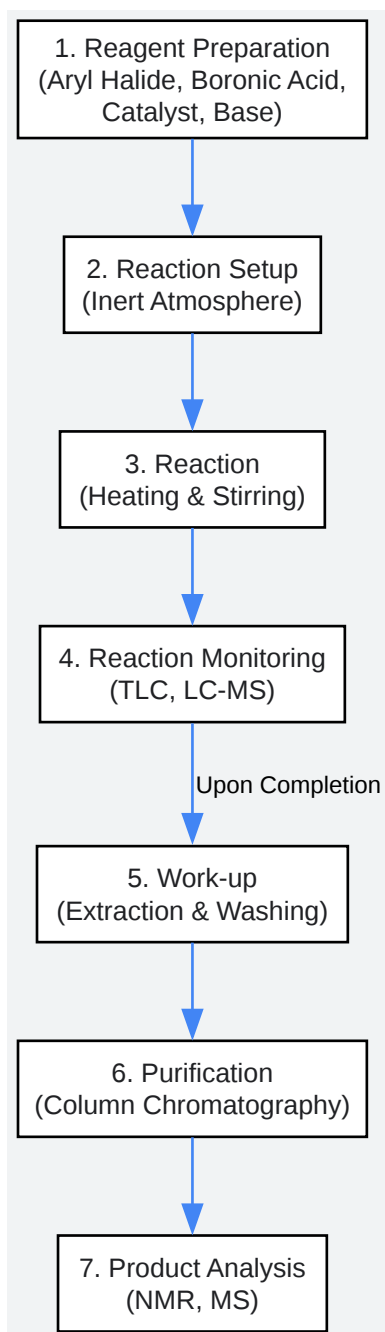 1. Reagent Preparation
(Aryl Halide, Boronic Acid,
Catalyst, Base)
2. Reaction Setup
(Inert Atmosphere)
3. Reaction
(Heating & Stirring)
4. Reaction Monitoring
(TLC, LC-MS)
Upon Completion
5. Work-up
(Extraction & Washing)
6. Purification
(Column Chromatography)
7. Product Analysis
(NMR, MS)